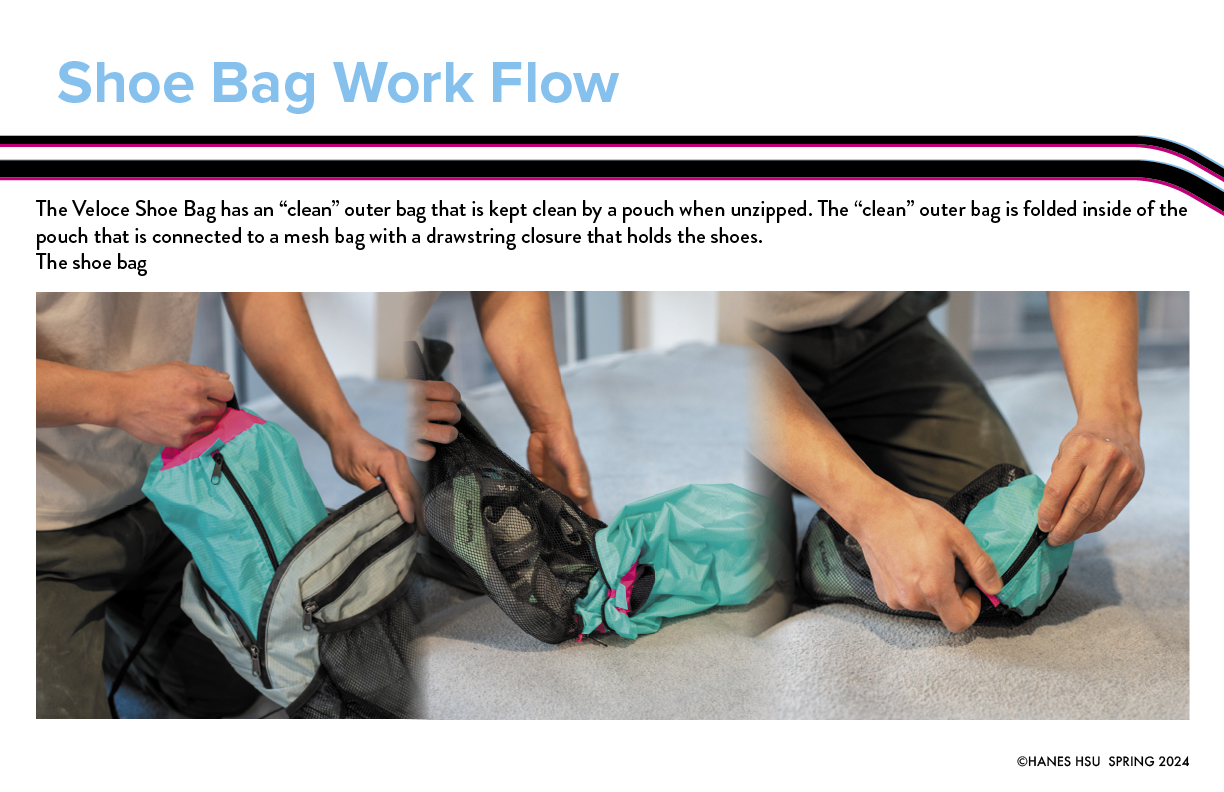 Shoe Bag Work Flow
The Veloce Shoe Bag has an “clean” outer bag that is kept clean by a pouch when unzipped. The “clean” outer bag is folded inside of the
pouch that is connected to a mesh bag with a drawstring closure that holds the shoes.
The shoe bag
©HANES HSU SPRING 2024